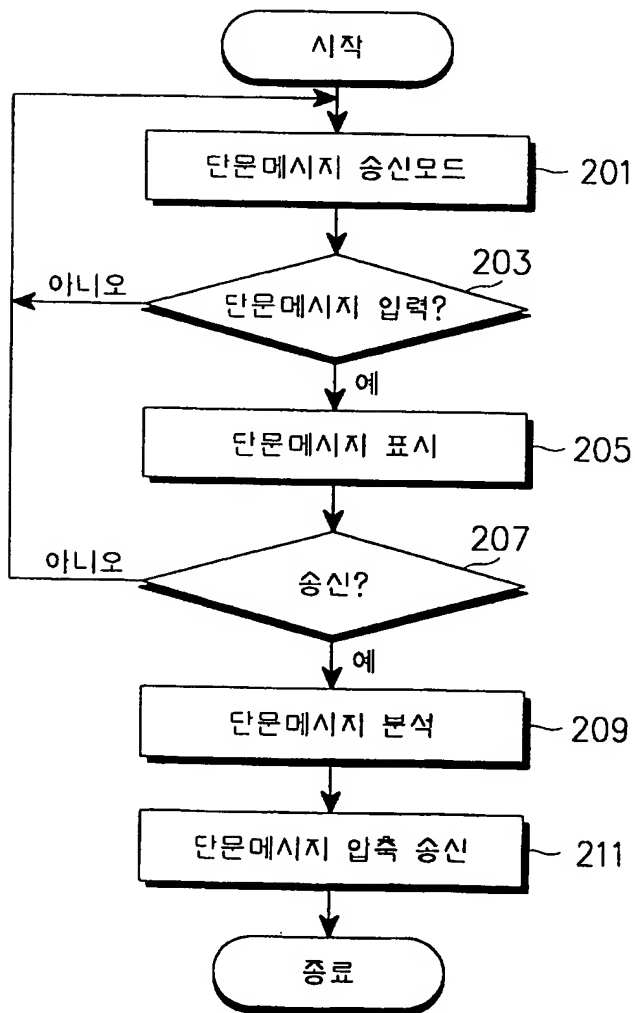 시작
단문메시지 송신모드
201
203
아니오
단문메시지 입력?
예
단문메시지 표시
205
207
아니오
송신?
예
단문메시지 분석
209
단문메시지 압축 송신
211
종료